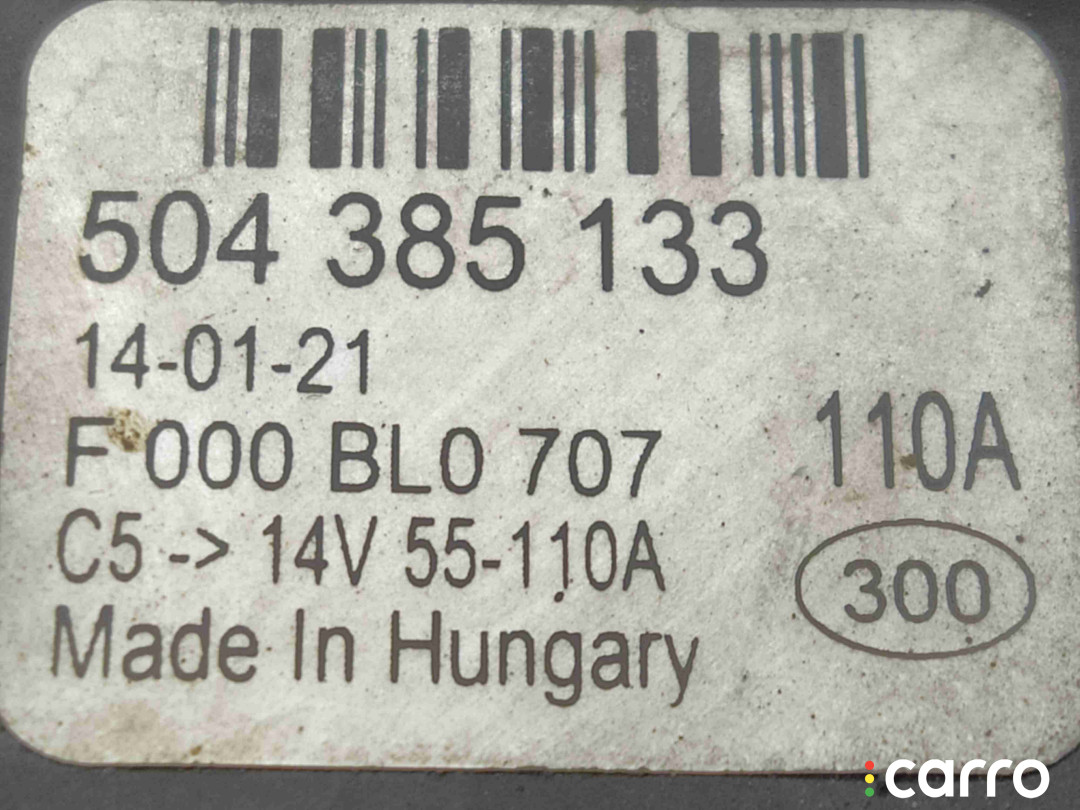 504 385 133
14-01-21
F 000 BL0 707
110A
C5 -> 14V 55-110A
300
Made In Hungary
carro